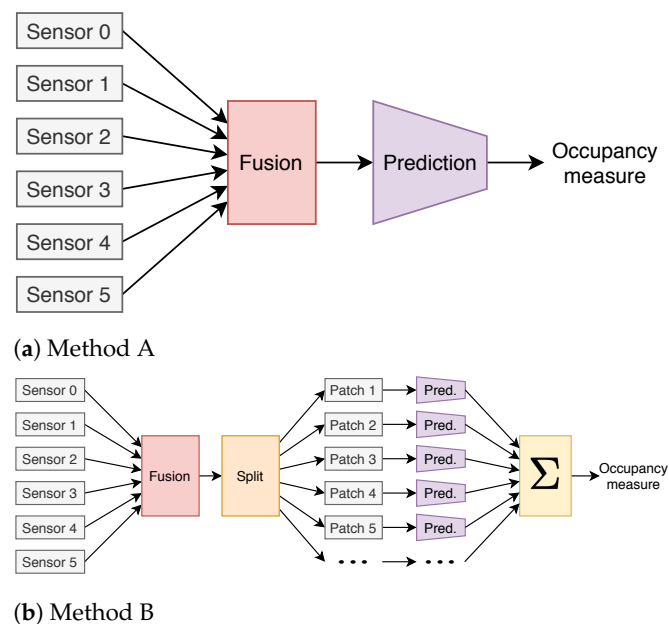 Sensor 0
Sensor 1
Sensor 2
Sensor 3
Sensor 4
Sensor 5
Fusion
Prediction
Occupancy
measure
(a) Method A
Sensor 0
Sensor 1
Sensor 2
Sensor 3
Sensor 4
Sensor 5
Fusion
Split
Patch 1
Pred.
Patch 2
Pred.
Patch 3
Pred.
Patch 4
Pred.
Patch 5
Pred.
• • •
• • •
Σ
Occupancy
measure
(b) Method B